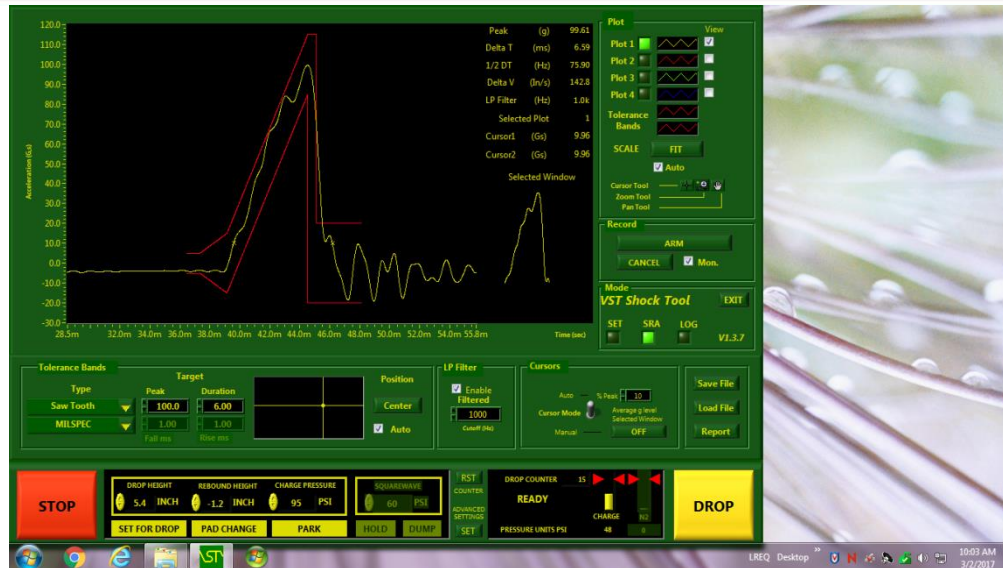 120.0
110.0
100.0
90.0
80.0
70.0
60.0
50.0
40.0
30.0
20.0
10.0
0.0
-10.0
-20.0
-30.0
Acceleration (G,s)
28.5m 32.0m 34.0m 36.0m 38.0m 40.0m 42.0m 44.0m 46.0m 48.0m 50.0m 52.0m 54.0m 55.8m
Time (sec)
Peak (g) 99.61
Delta T (ms) 6.59
1/2 DT (Hz) 75.90
Delta V (In/s) 142.8
LP Filter (Hz) 1.0k
Selected Plot 1
Cursor1 (Gs) 9.96
Cursor2 (Gs) 9.96
Selected Window
Plot
View
Plot 1
Plot 2
Plot 3
Plot 4
Tolerance
Bands
SCALE FIT
Auto
Cursor Tool
Zoom Tool
Pan Tool
Record
ARM
CANCEL Mon.
Mode
VST Shock Tool EXIT
SET SRA LOG
V1.3.7
Tolerance Bands
Type
Saw Tooth
MILSPEC
Target
Peak Duration
100.0 6.00
1.00 1.00
Fall ms Rise ms
Position
Center
Auto
LP Filter
Enable
Filtered
1000
Cutoff (Hz)
Cursors
Auto % Peak 10
Cursor Mode
Average g level
Selected Window
Manual OFF
Save File
Load File
Report
STOP
DROP HEIGHT REBOUND HEIGHT CHARGE PRESSURE
5.4 INCH -1.2 INCH 95 PSI
SET FOR DROP PAD CHANGE PARK
SQUAREWAVE
60 PSI
HOLD DUMP
RST
COUNTER
ADVANCED
SETTINGS
SET
DROP COUNTER 15
READY
CHARGE N2
PRESSURE UNITS PSI 48
DROP
LREQ Desktop
10:03 AM
3/2/2017